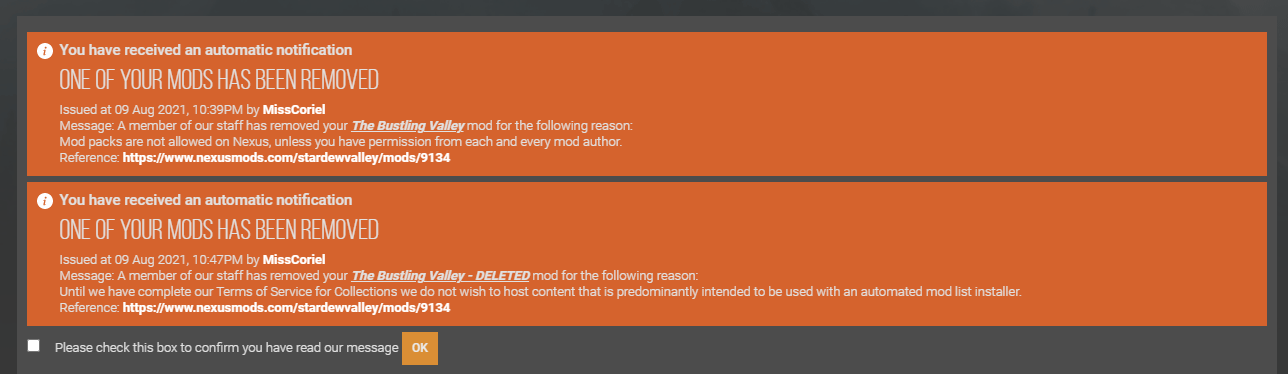 You have received an automatic notification
ONE OF YOUR MODS HAS BEEN REMOVED
Issued at 09 Aug 2021, 10:39PM by MissCoriel
Message: A member of our staff has removed your The Bustling Valley mod for the following reason:
Mod packs are not allowed on Nexus, unless you have permission from each and every mod author.
Reference: https://www.nexusmods.com/stardewvalley/mods/9134
You have received an automatic notification
ONE OF YOUR MODS HAS BEEN REMOVED
Issued at 09 Aug 2021, 10:47PM by MissCoriel
Message: A member of our staff has removed your The Bustling Valley - DELETED mod for the following reason:
Until we have complete our Terms of Service for Collections we do not wish to host content that is predominantly intended to be used with an automated mod list installer.
Reference: https://www.nexusmods.com/stardewvalley/mods/9134
Please check this box to confirm you have read our message OK